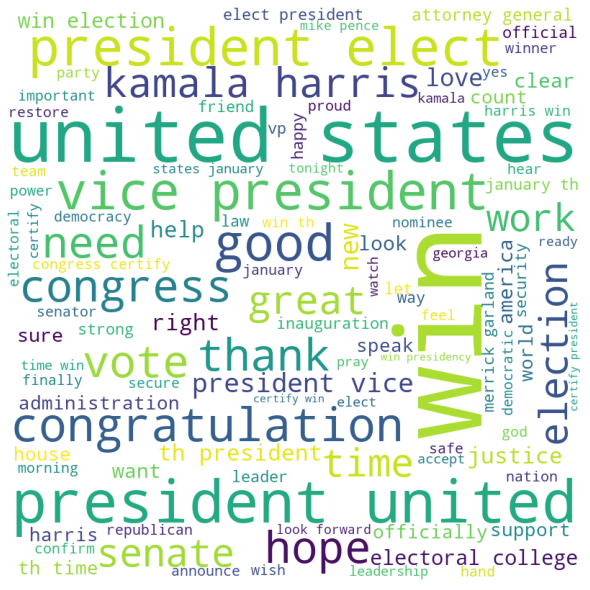 elect president
attorney general
win election
mike pence
official
president elect
winner
party
kamala harris
love
yes
clear
important
friend
proud
kamala
count
restore
vp
happy
harris win
united states
team
states january
tonight
hear
power
vice president
january th
democracy
law
win th
nominee
work
electoral
certify
need
help
good
new
look
georgia
ready
congress certify
january
watch
win
congress
great
let
way
america
senator
feel
security
strong
right
inauguration
speak
merrick garland
democratic
world
election
certify president
sure
vote
thank
pray
win presidency
time win
finally
secure
president vice
certify win
elect
administration
congratulation
god
house
th president
time
safe
accept
justice
morning
want
leader
nation
president united
harris
republican
look forward
officially
support
confirm
senate
hope
electoral college
th time
announce
wish
leadership
hand